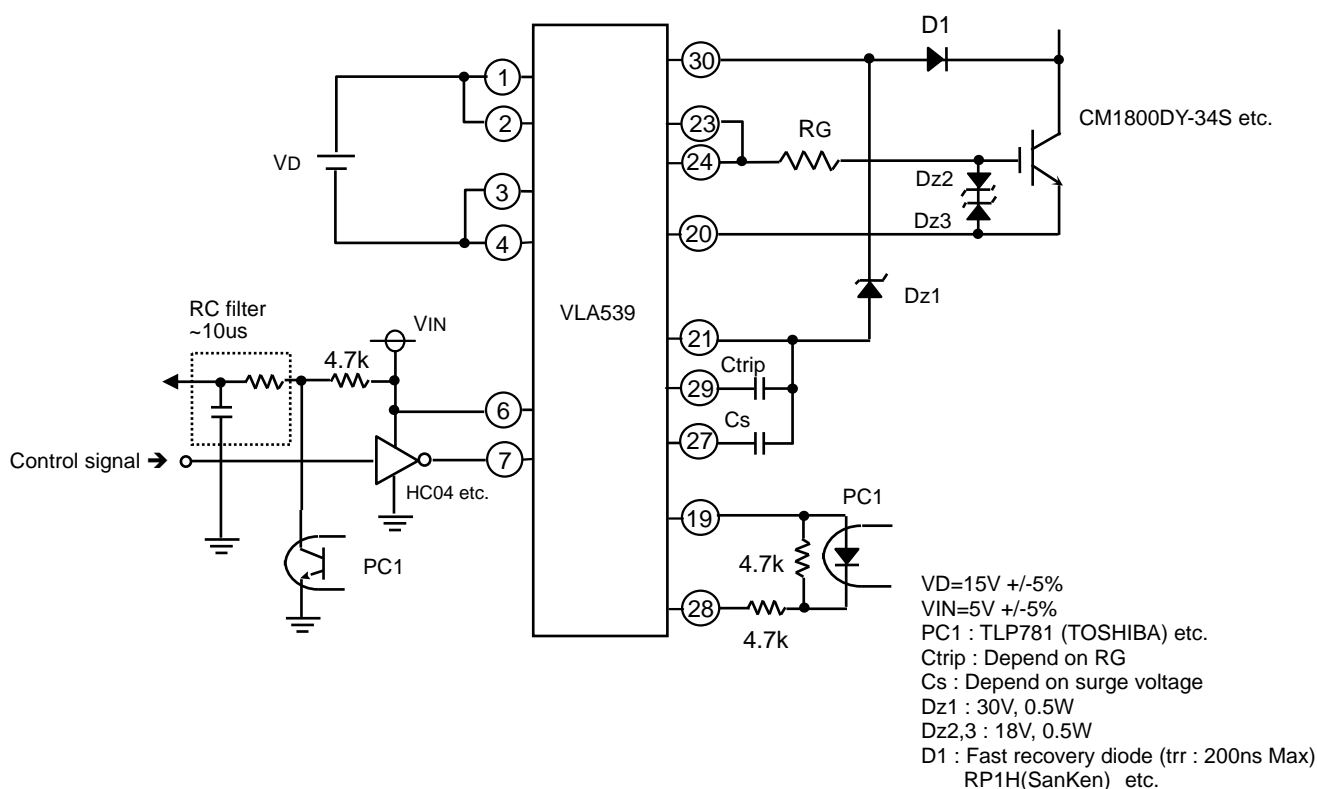 D1
30
1
2
23
24
RG
CM1800DY-34S etc.
VD
Dz2
3
Dz3
4
20
VLA539
Dz1
RC filter
~10us
VIN
4.7k
21
Ctrip
29
6
Cs
27
Control signal ➔
7
HC04 etc.
PC1
19
PC1
4.7k
28
4.7k
VD=15V +/-5%
VIN=5V +/-5%
PC1 : TLP781 (TOSHIBA) etc.
Ctrip : Depend on RG
Cs : Depend on surge voltage
Dz1 : 30V, 0.5W
Dz2,3 : 18V, 0.5W
D1 : Fast recovery diode (trr : 200ns Max)
RP1H(SanKen) etc.